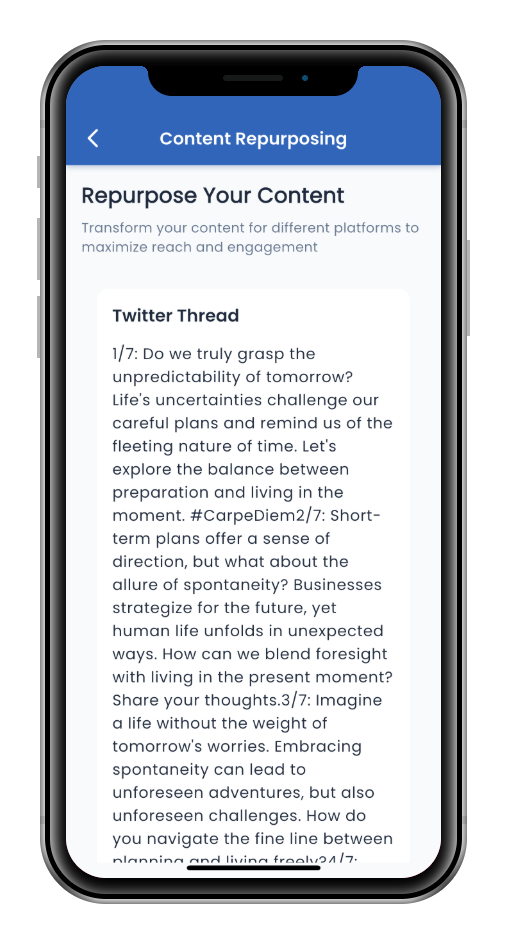 Content Repurposing
Repurpose Your Content
Transform your content for different platforms to
maximize reach and engagement
Twitter Thread
1/7: Do we truly grasp the
unpredictability of tomorrow?
Life's uncertainties challenge our
careful plans and remind us of the
fleeting nature of time. Let's
explore the balance between
preparation and living in the
moment. #CarpeDiem2/7: Short-
term plans offer a sense of
direction, but what about the
allure of spontaneity? Businesses
strategize for the future, yet
human life unfolds in unexpected
ways. How can we blend foresight
with living in the present moment?
Share your thoughts.3/7: Imagine
a life without the weight of
tomorrow's worries. Embracing
spontaneity can lead to
unforeseen adventures, but also
unforeseen challenges. How do
you navigate the fine line between
planning and living freely?4/7: